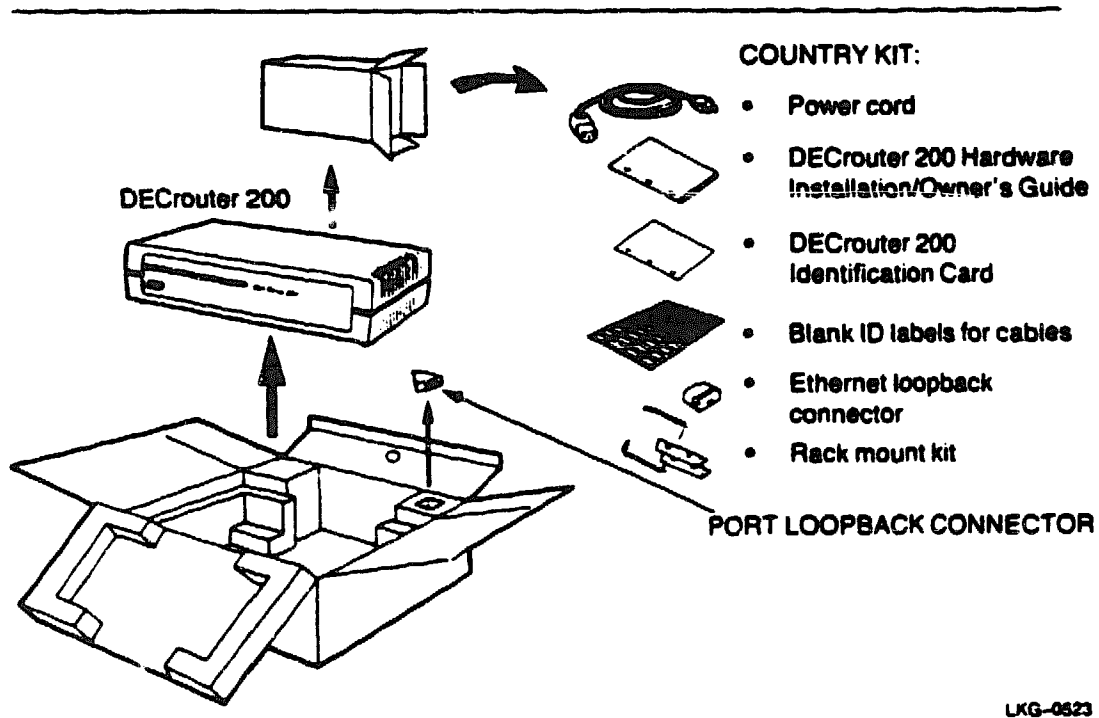 COUNTRY KIT:
• Power cord
• DECrouter 200 Hardware
Installation/Owner's Guide
• DECrouter 200
Identification Card
• Blank ID labels for cables
• Ethernet loopback
connector
• Rack mount kit
DECrouter 200
PORT LOOPBACK CONNECTOR
LKG-0523